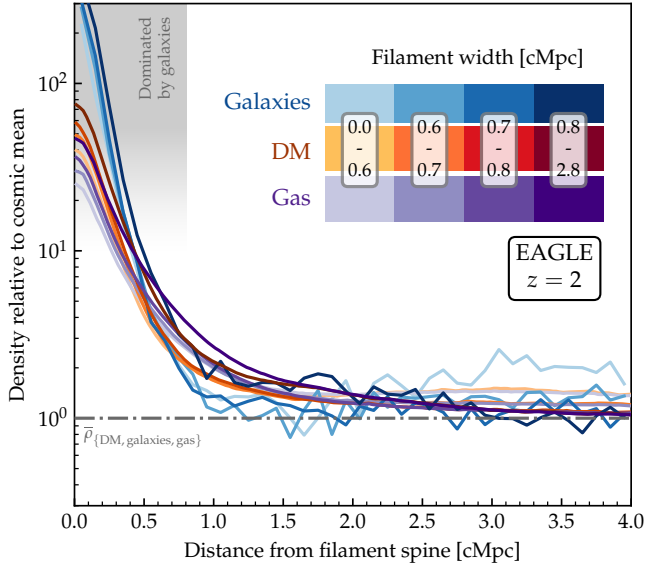 Density relative to cosmic mean
10²
10¹
10⁰
Dominated
by galaxies
Filament width [cMpc]
Galaxies
DM
Gas
0.0
-
0.6
0.6
-
0.7
0.7
-
0.8
0.8
-
2.8
EAGLE
z = 2
ρ̅{DM, galaxies, gas}
0.0 0.5 1.0 1.5 2.0 2.5 3.0 3.5 4.0
Distance from filament spine [cMpc]